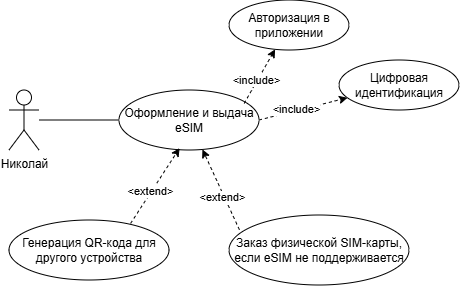 Авторизация в
приложении
<include>
Цифровая
идентификация
<include>
Оформление и выдача
eSIM
Николай
<extend>
<extend>
Генерация QR-кода для
другого устройства
Заказ физической SIM-карты,
если eSIM не поддерживается